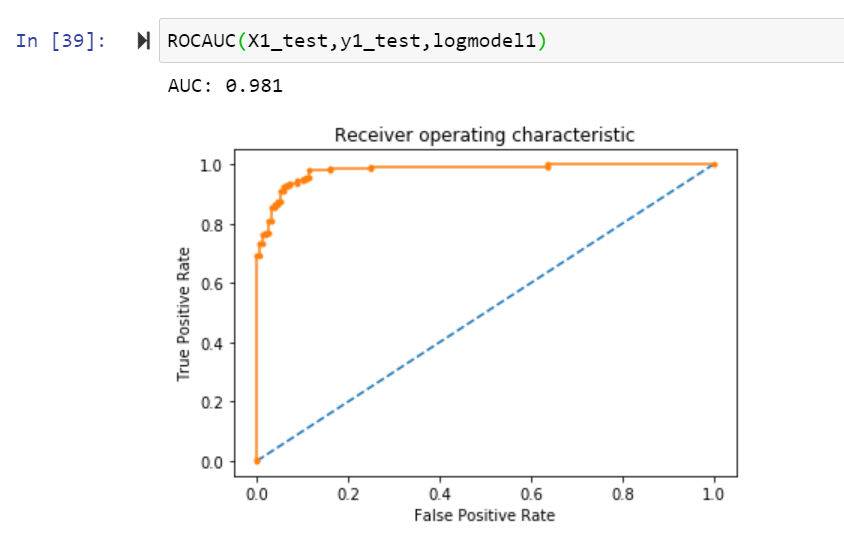 In [39]: ROCAUC(X1_test,y1_test,logmodel1)
AUC: 0.981
Receiver operating characteristic
1.0
0.8
0.6
0.4
0.2
0.0
True Positive Rate
0.0 0.2 0.4 0.6 0.8 1.0
False Positive Rate